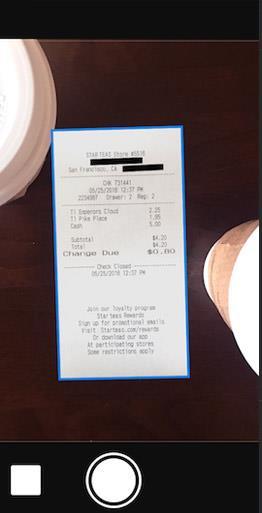 STARTEAS Store #5536
San Francisco, CA
CHK 731441
05/25/2018 12:37 PM
2234567 Drawer: 2 Reg: 2
T1 Emperors Cloud 2.25
T1 Pike Place 1.95
Cash 5.00
Subtotal $4.20
Total $4.20
Change Due $0.80
Check Closed
05/25/2018 12:37 PM
Join our loyalty program
Starteas Rewards
Sign up for promotional emails
Visit Starteas.com/rewards
Or download our app
At participating stores
Some restrictions apply